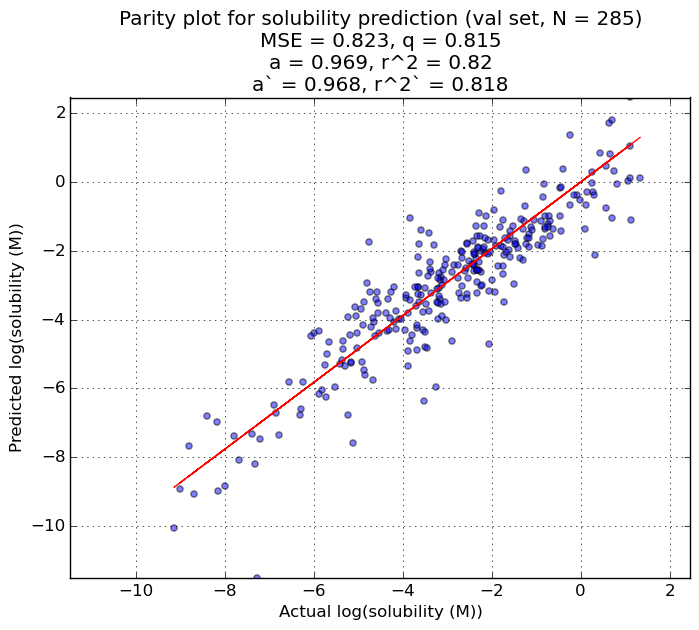 Parity plot for solubility prediction (val set, N = 285)
MSE = 0.823, q = 0.815
a = 0.969, r^2 = 0.82
a` = 0.968, r^2` = 0.818
2
0
−2
−4
−6
−8
−10
Predicted log(solubility (M))
−10 −8 −6 −4 −2 0 2
Actual log(solubility (M))